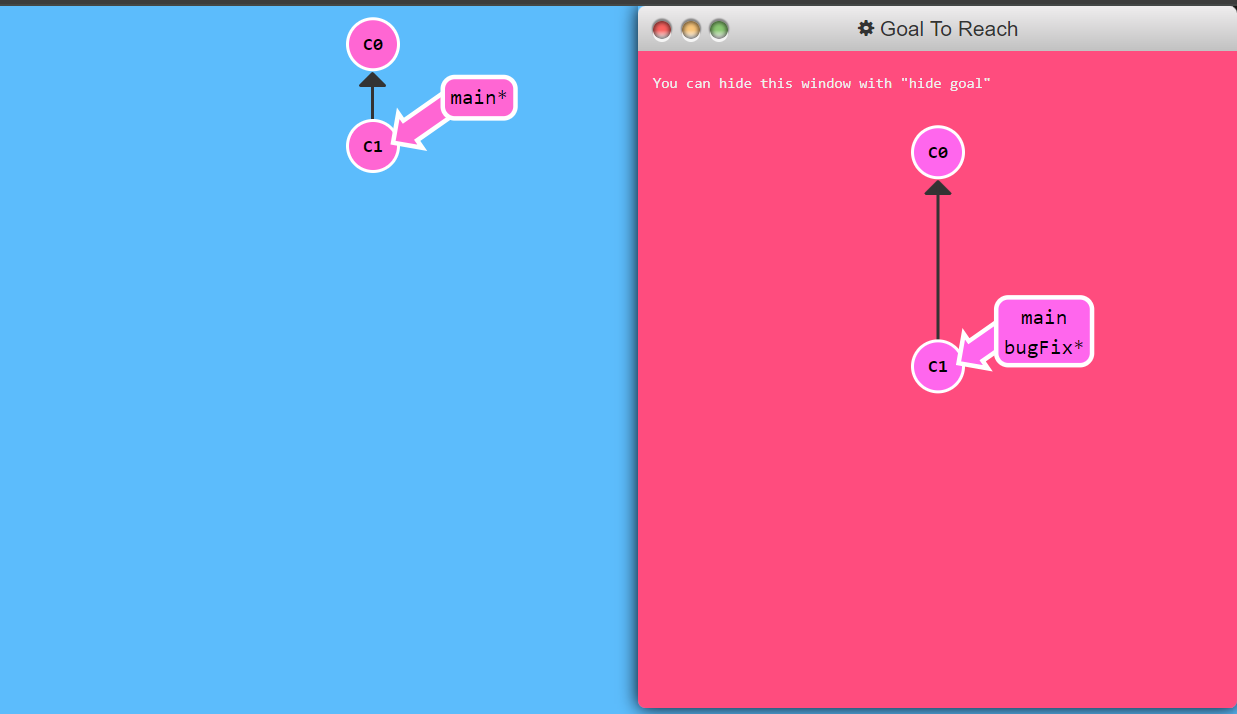 C0
main*
C1
Goal To Reach
You can hide this window with "hide goal"
C0
main
bugFix*
C1